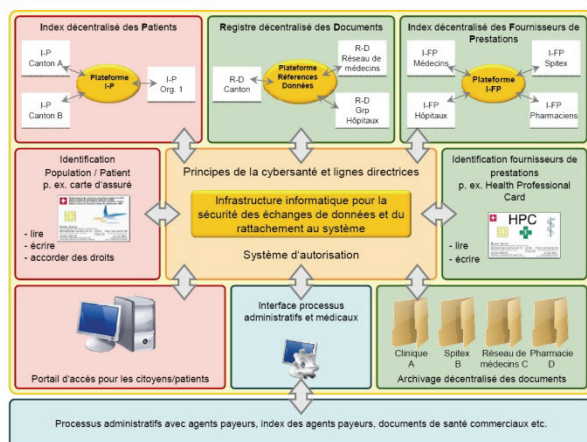 Index décentralisé des Patients
I-P
Canton A
I-P
Canton B
Plateforme
I-P
I-P
Org. 1
Registre décentralisé des Documents
R-D
Canton
Plateforme
Références
Données
R-D
Réseau de
médecins
R-D
Grp
Hôpitaux
Index décentralisé des Fournisseurs de
Prestations
I-FP
Médecins
I-FP
Hôpitaux
Plateforme
I-FP
I-FP
Spitex
I-FP
Pharmaciens
Identification
Population / Patient
p. ex. carte d'assuré
- lire
- écrire
- accorder des droits
Principes de la cybersanté et lignes directrices
Infrastructure informatique pour la
sécurité des échanges de données et du
rattachement au système
Système d'autorisation
Identification fournisseurs de
prestations
p. ex. Health Professional
Card
HPC
- lire
- écrire
Portail d'accès pour les citoyens/patients
Interface processus
administratifs et médicaux
Clinique
A
Spitex
B
Réseau de
médecins C
Pharmacie
D
Archivage décentralisé des documents
Processus administratifs avec agents payeurs, index des agents payeurs, documents de santé commerciaux etc.